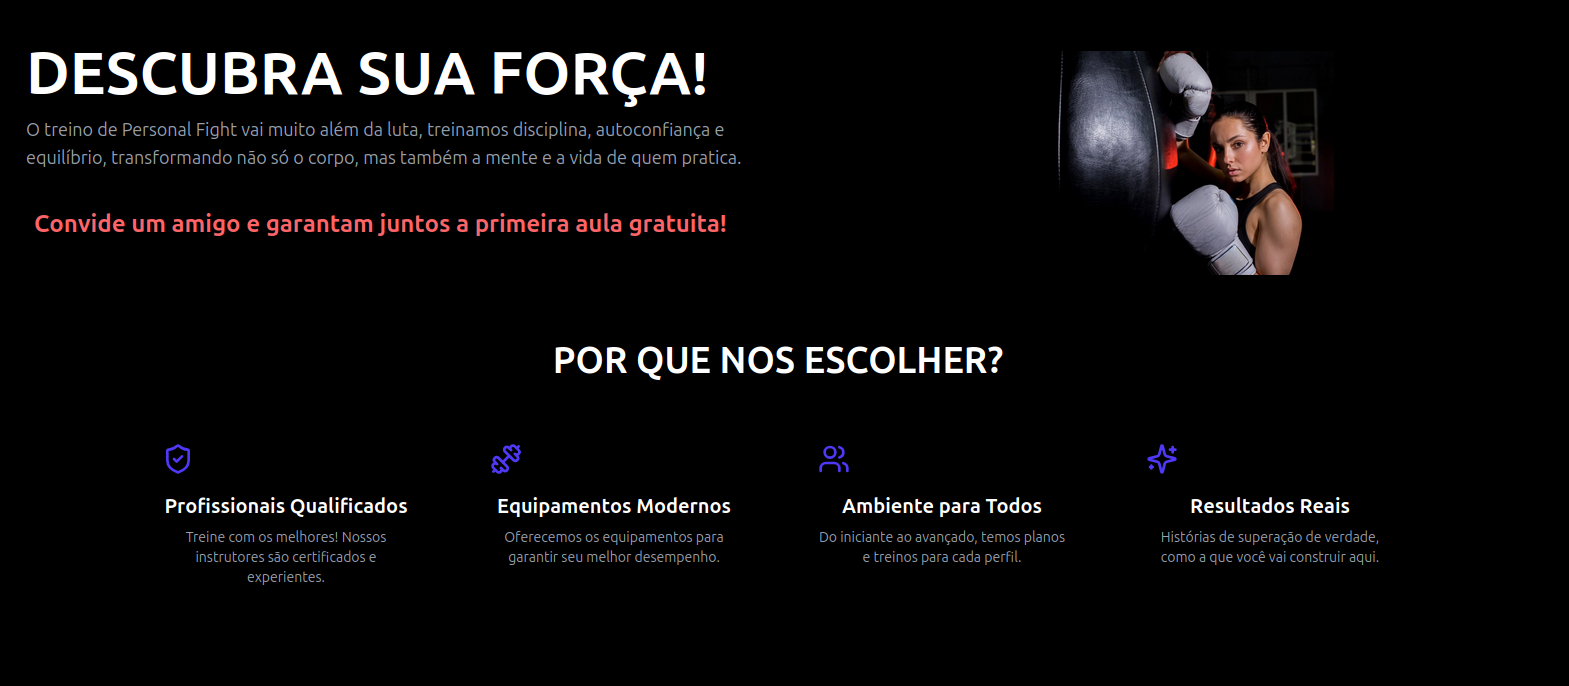 DESCUBRA SUA FORÇA!
O treino de Personal Fight vai muito além da luta, treinamos disciplina, autoconfiança e
equilíbrio, transformando não só o corpo, mas também a mente e a vida de quem pratica.
Convide um amigo e garantam juntos a primeira aula gratuita!
POR QUE NOS ESCOLHER?
Profissionais Qualificados
Treine com os melhores! Nossos
instrutores são certificados e
experientes.
Equipamentos Modernos
Oferecemos os equipamentos para
garantir seu melhor desempenho.
Ambiente para Todos
Do iniciante ao avançado, temos planos
e treinos para cada perfil.
Resultados Reais
Histórias de superação de verdade,
como a que você vai construir aqui.